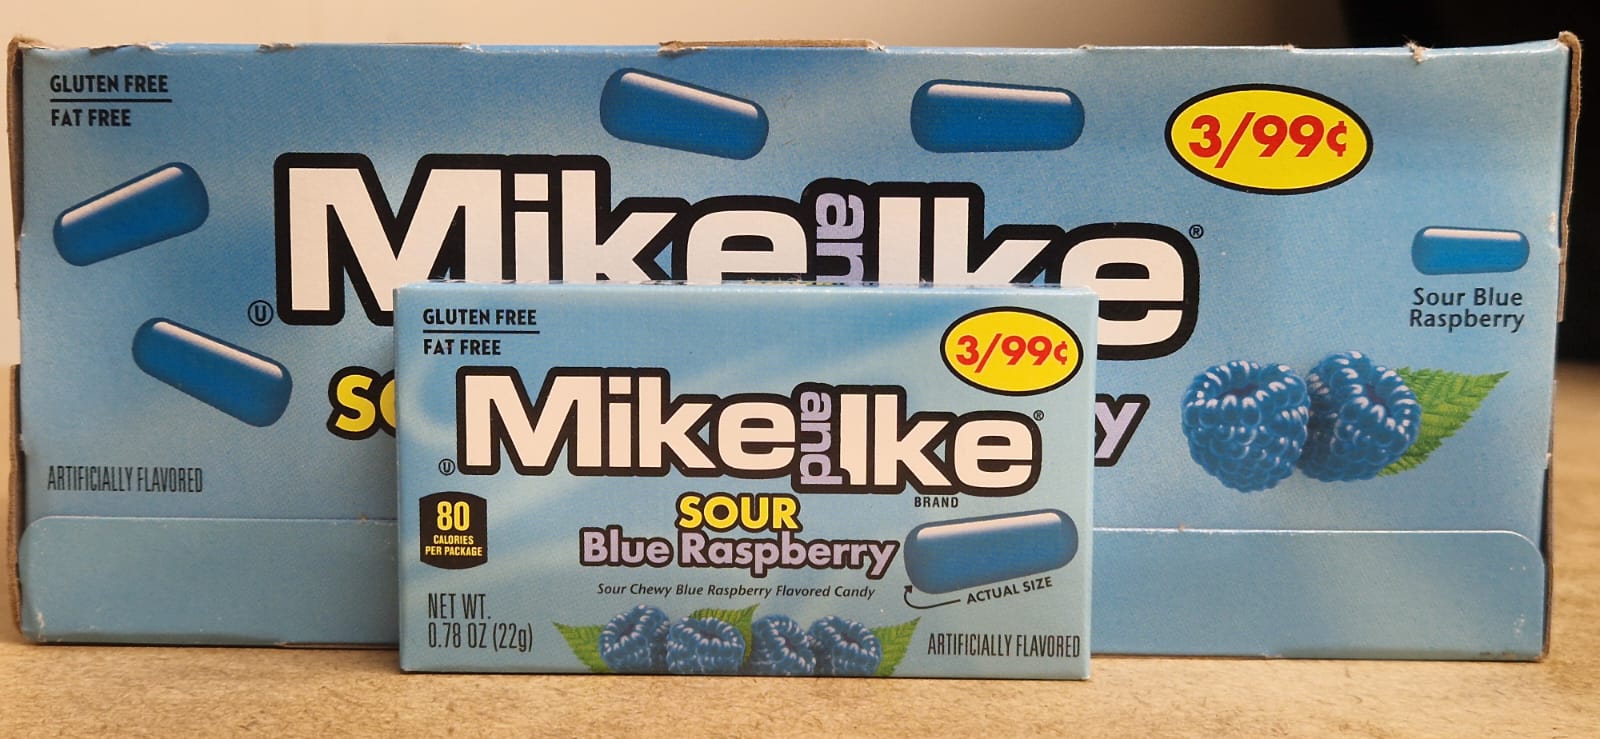 GLUTEN FREE
FAT FREE
3/99¢
Mike and Ike®
Ⓤ
Sour Blue
Raspberry
ARTIFICIALLY FLAVORED
GLUTEN FREE
FAT FREE
3/99¢
Mike and Ike®
Ⓤ
BRAND
SOUR
Blue Raspberry
80
CALORIES
PER PACKAGE
Sour Chewy Blue Raspberry Flavored Candy
ACTUAL SIZE
NET WT.
0.78 OZ (22g)
ARTIFICIALLY FLAVORED